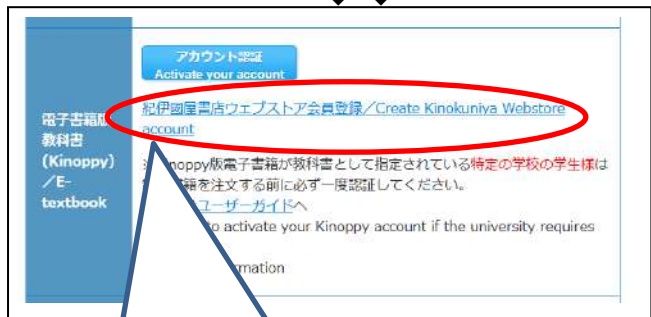 アカウント認証
Activate your account
紀伊國屋書店ウェブストア会員登録／Create Kinokuniya Webstore
account
電子書籍版
教科書
(Kinoppy)
／E-
textbook
noppy版電子書籍が教科書として指定されている特定の学校の学生様は
籍を注文する前に必ず一度認証してください。
ユーザーガイドへ
to activate your Kinoppy account if the university requires
rmation